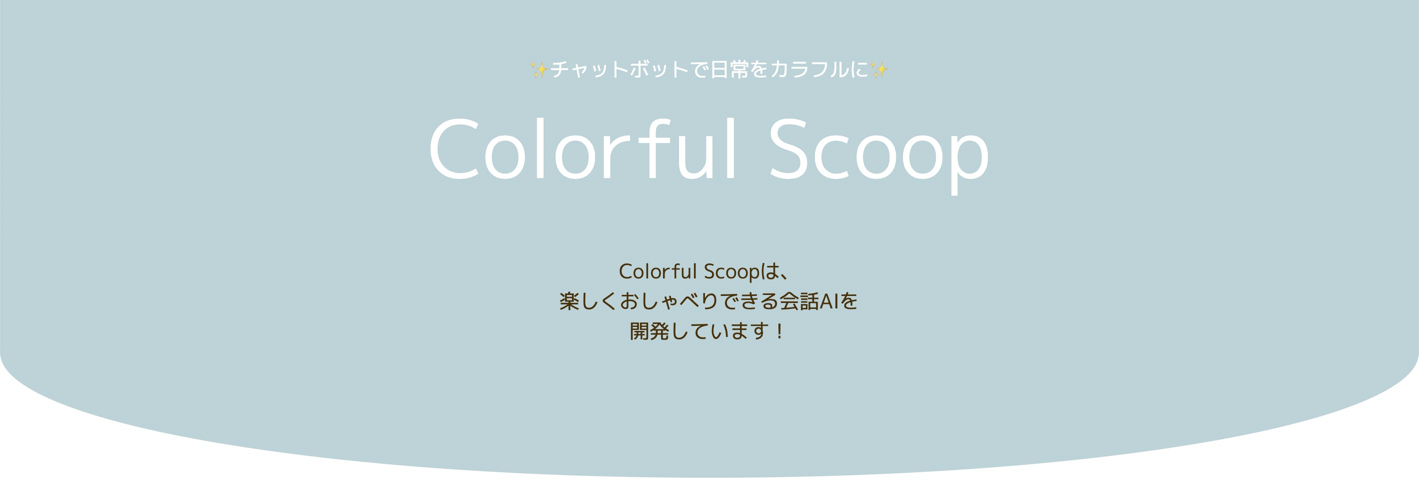 ✨チャットボットで日常をカラフルに✨
Colorful Scoop
Colorful Scoopは、
楽しくおしゃべりできる会話AIを
開発しています！